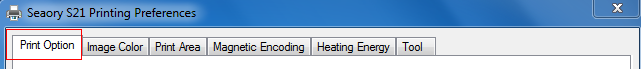 Seaory S21 Printing Preferences
Print Option Image Color Print Area Magnetic Encoding Heating Energy Tool